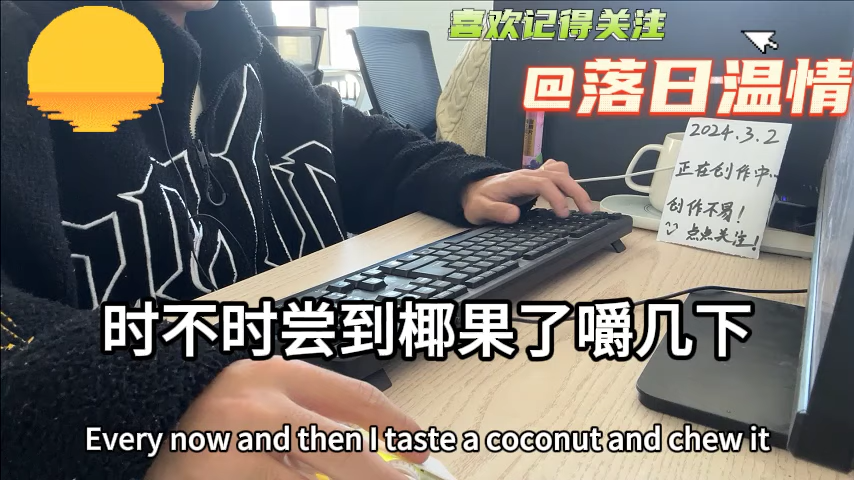 喜欢记得关注
@落日温情
2024.3.2
正在创作中..
创作不易!
点点关注!
时不时尝到椰果了嚼几下
Every now and then I taste a coconut and chew it